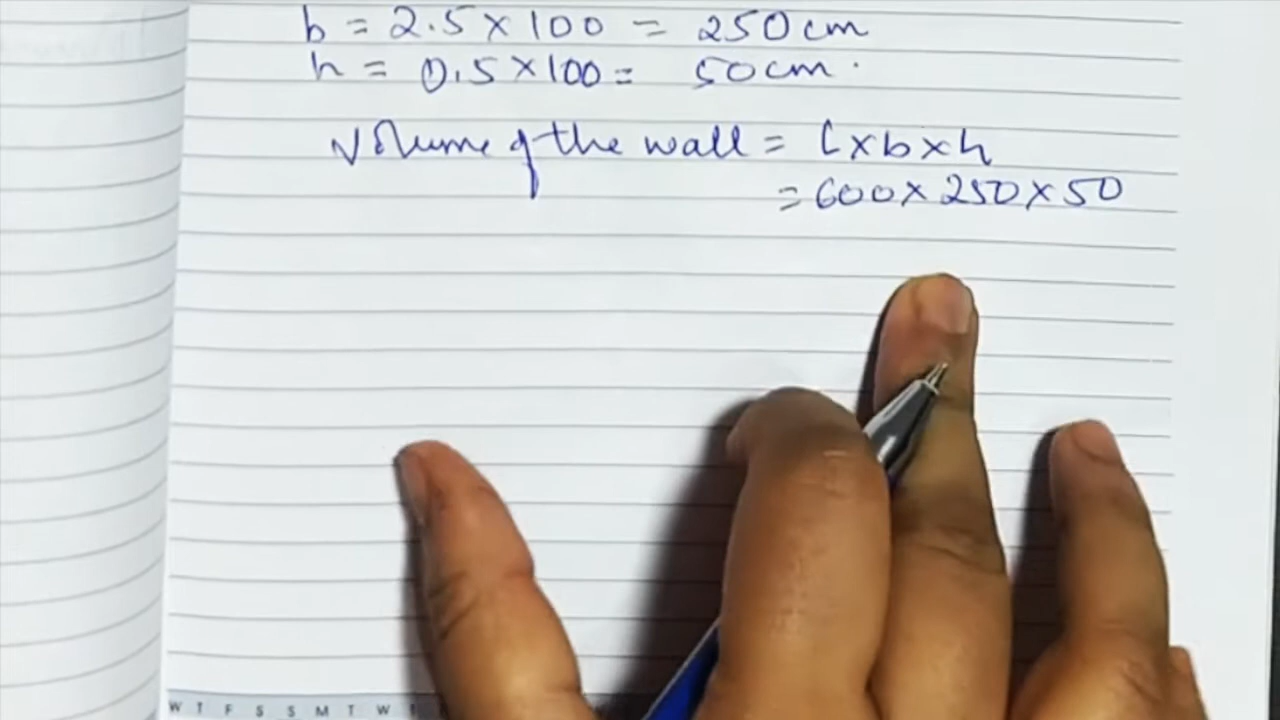 b = 2.5 × 100 = 250 cm
h = 0.5 × 100 = 50 cm.
Volume of the wall = l × b × h
= 600 × 250 × 50
W T F S S M T W T